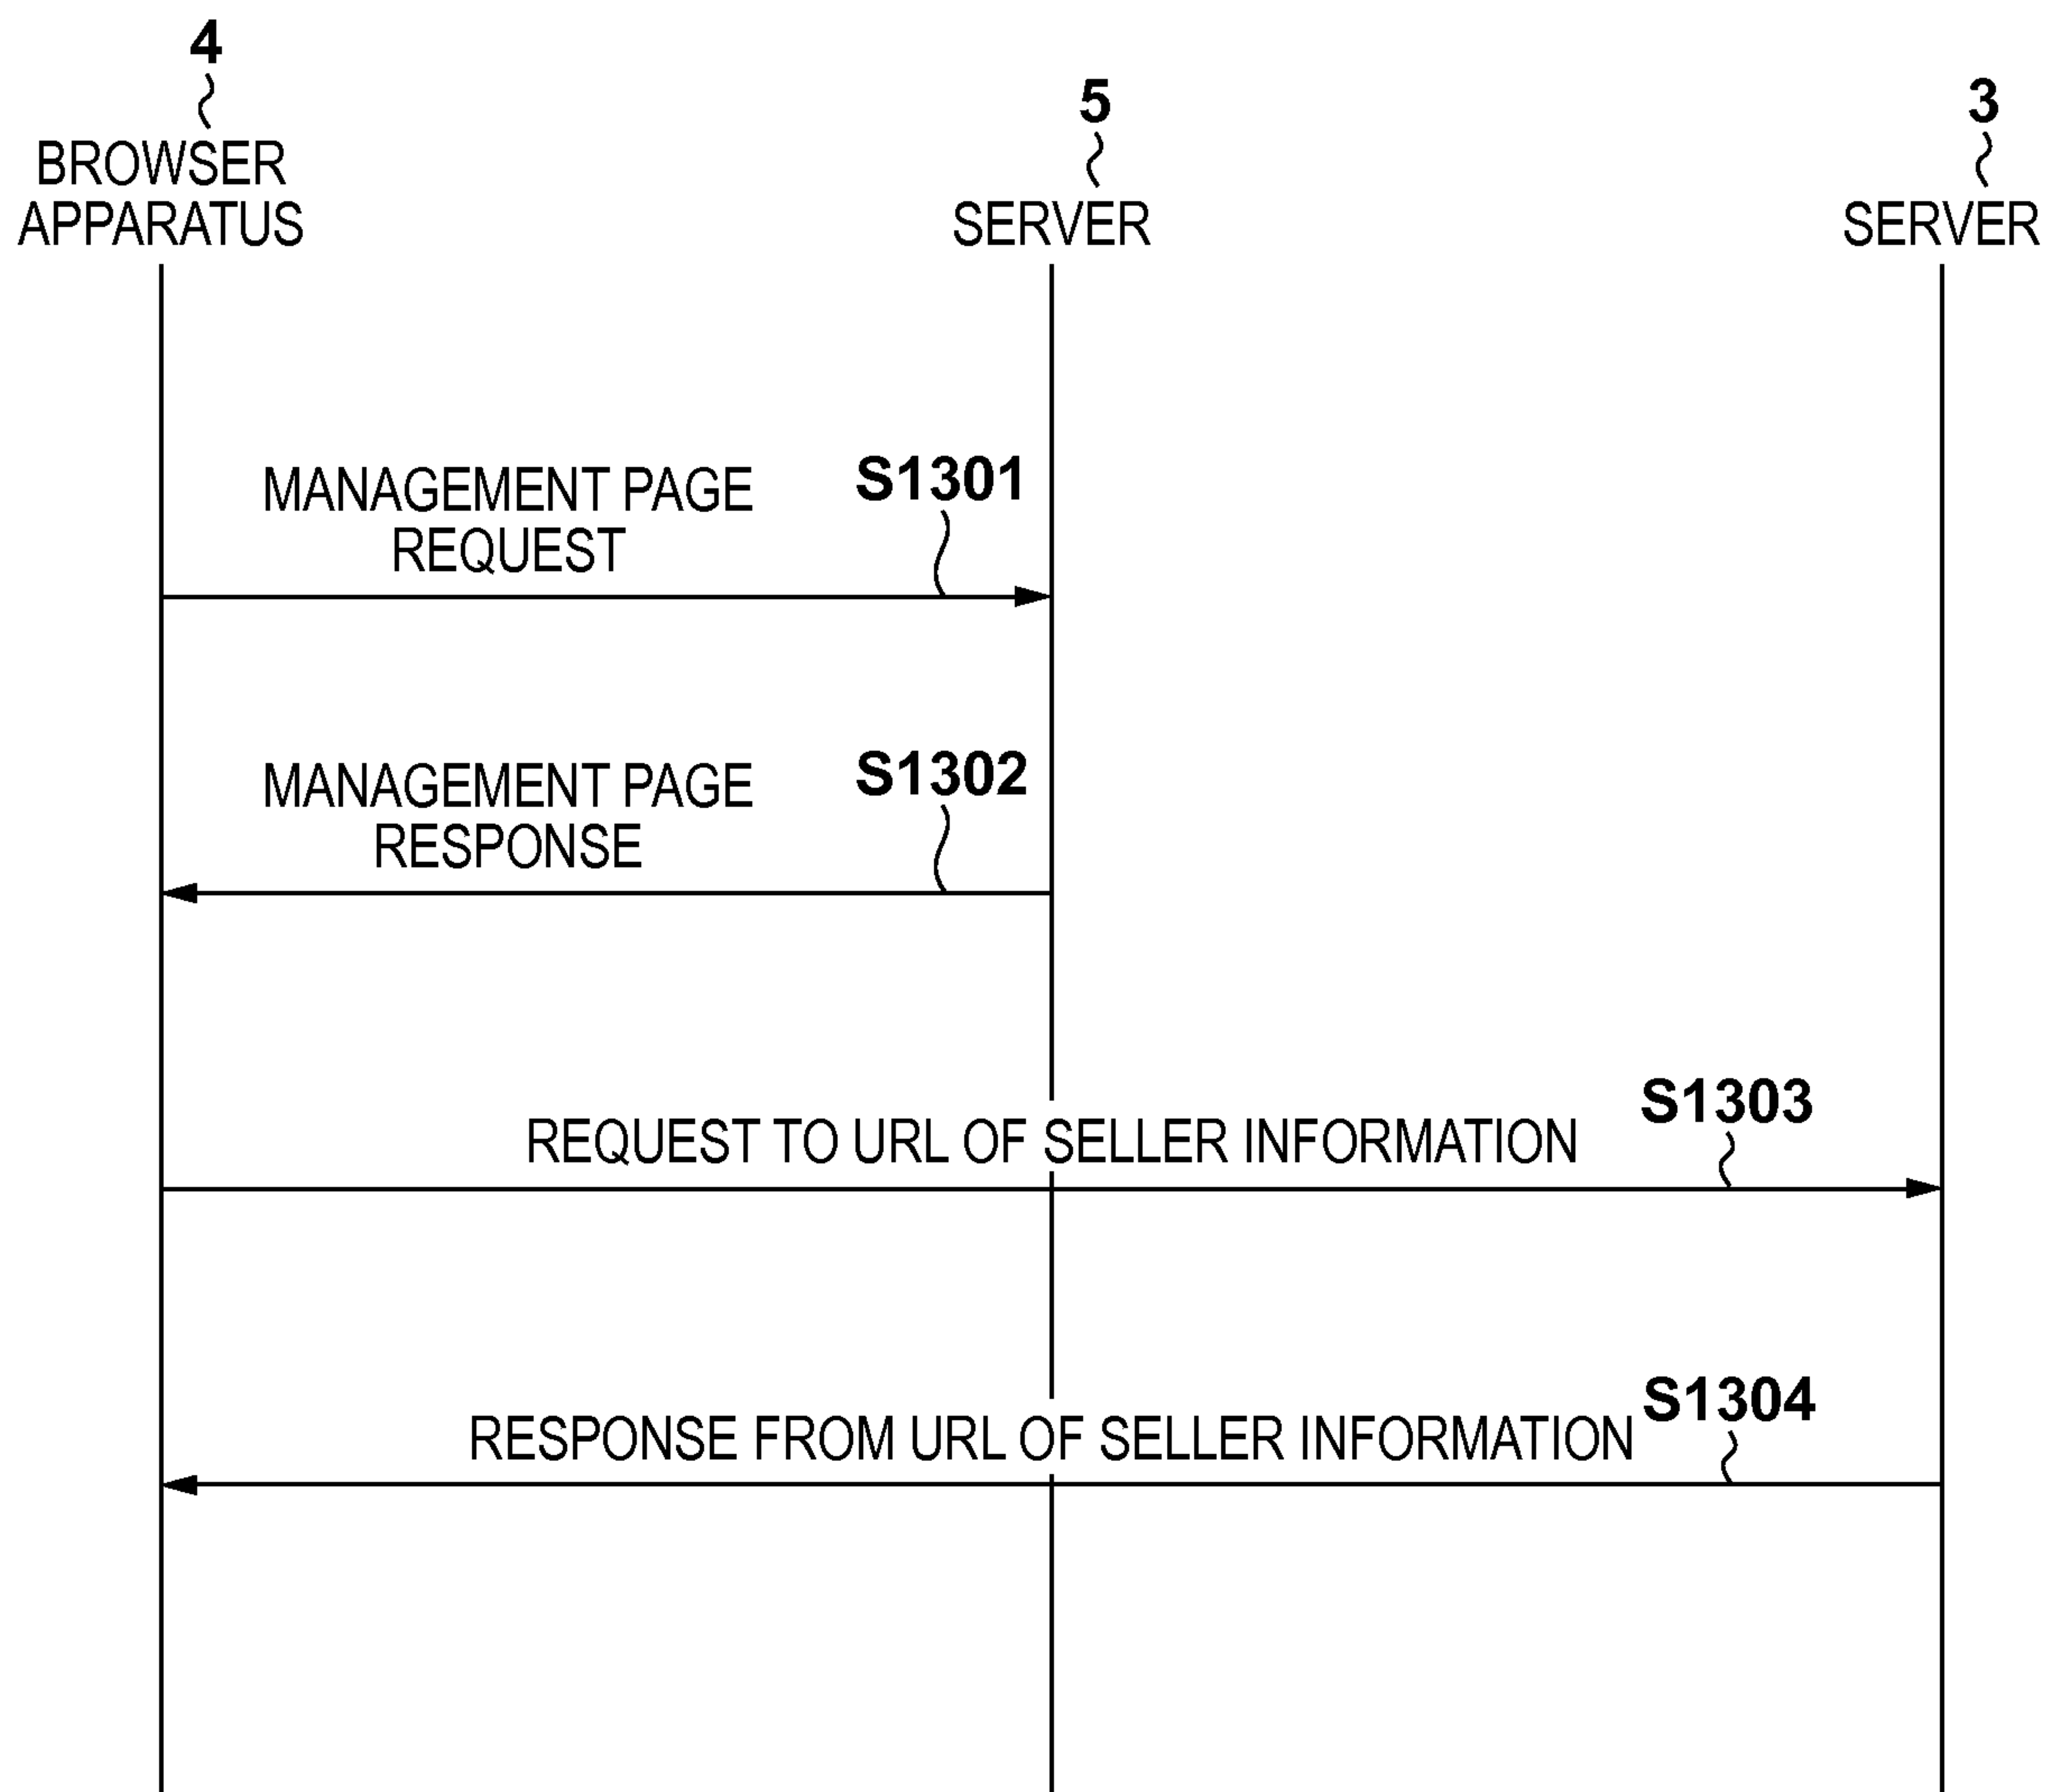 4
BROWSER
APPARATUS
5
SERVER
3
SERVER
MANAGEMENT PAGE
REQUEST
S1301
MANAGEMENT PAGE
RESPONSE
S1302
REQUEST TO URL OF SELLER INFORMATION
S1303
RESPONSE FROM URL OF SELLER INFORMATION
S1304